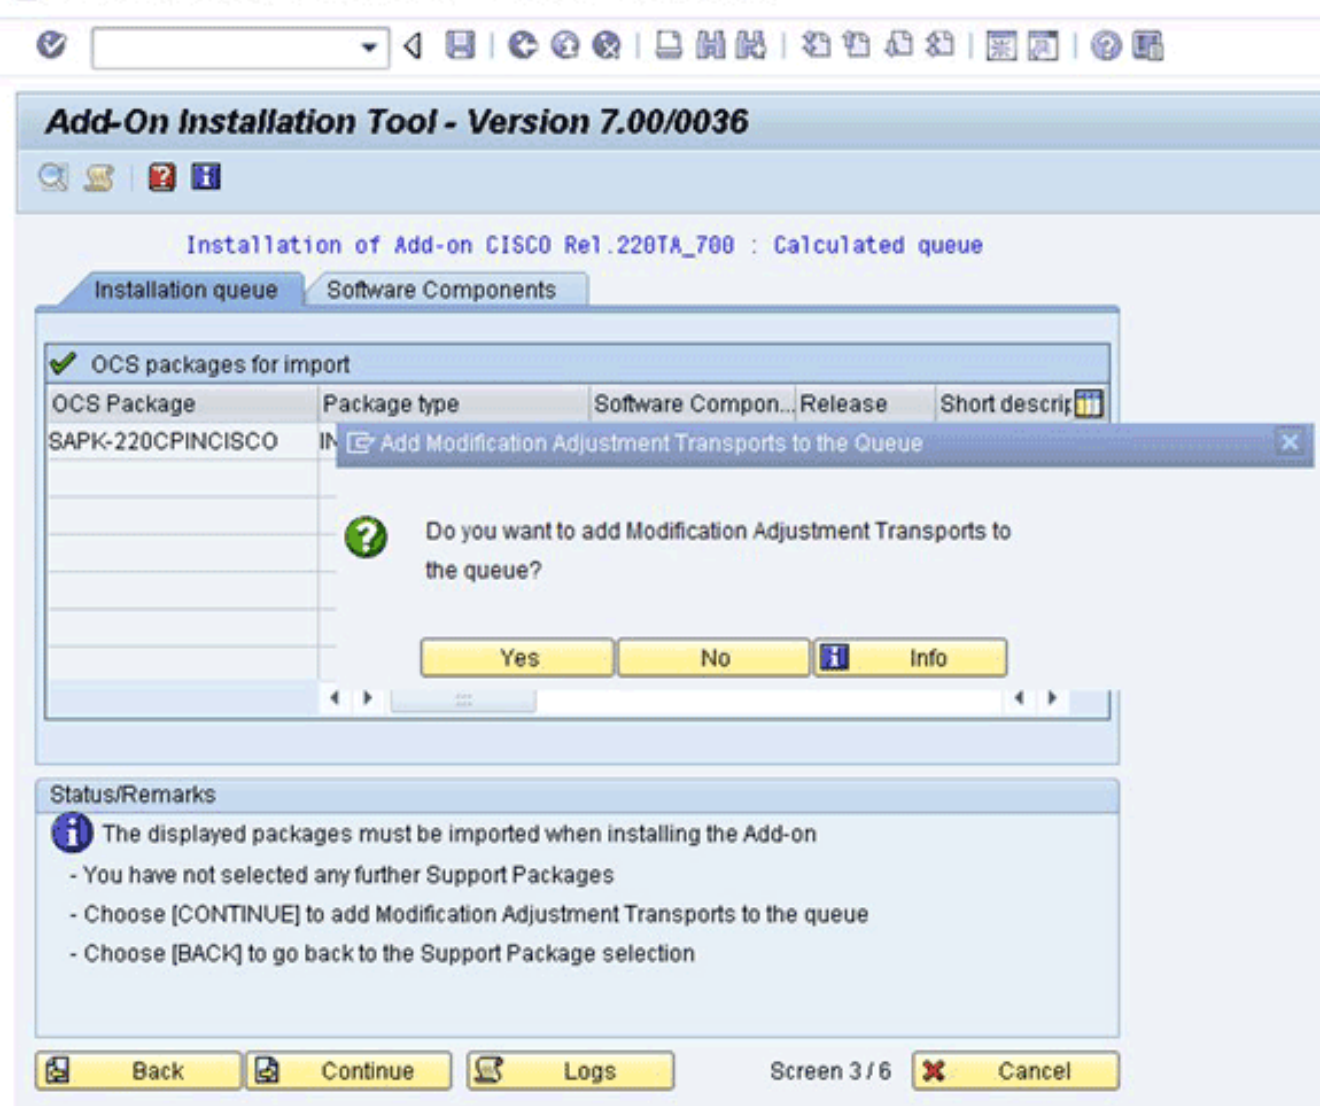 Add-On Installation Tool - Version 7.00/0036
Installation of Add-on CISCO Rel.220TA_700 : Calculated queue
Installation queue Software Components
OCS packages for import
OCS Package Package type Software Compon... Release Short descrip
SAPK-220CPINCISCO IN
Add Modification Adjustment Transports to the Queue
Do you want to add Modification Adjustment Transports to
the queue?
Yes No Info
Status/Remarks
The displayed packages must be imported when installing the Add-on
- You have not selected any further Support Packages
- Choose [CONTINUE] to add Modification Adjustment Transports to the queue
- Choose [BACK] to go back to the Support Package selection
Back Continue Logs Screen 3 / 6 Cancel